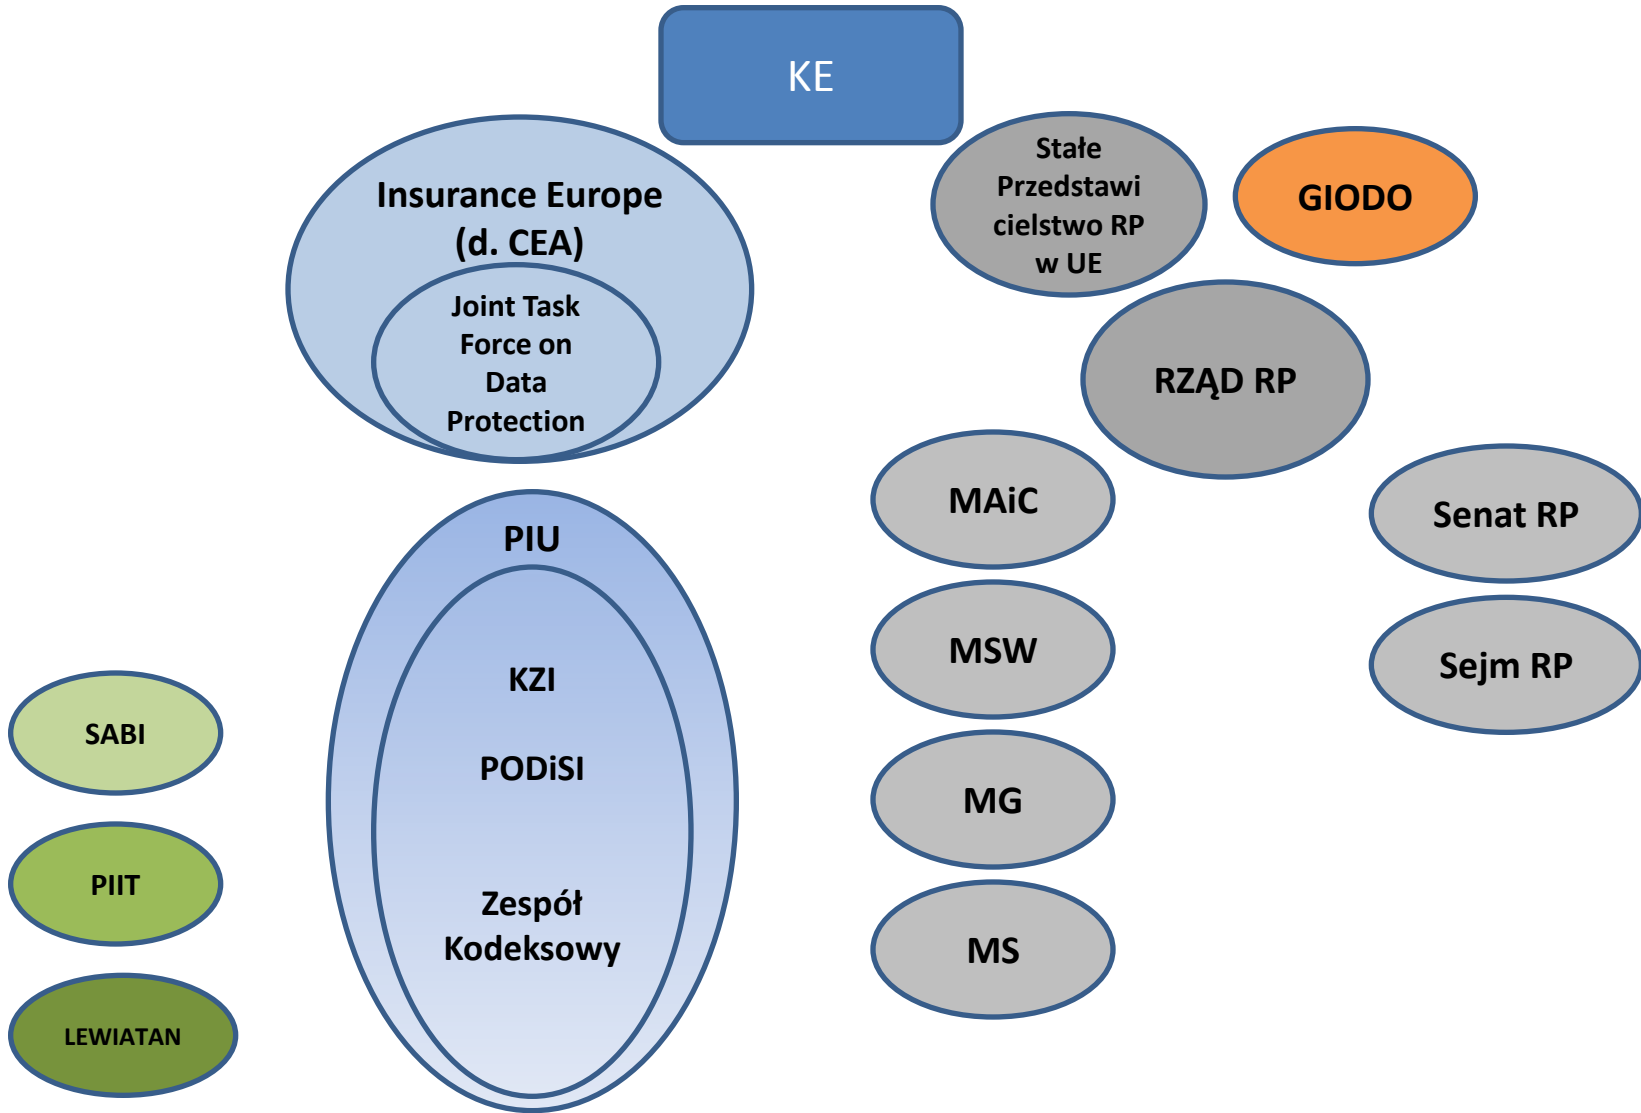 KE
Insurance Europe
(d. CEA)
Joint Task
Force on
Data
Protection
Stałe
Przedstawi
cielstwo RP
w UE
GIODO
RZĄD RP
MAiC
MSW
MG
MS
Senat RP
Sejm RP
PIU
KZI
PODiSI
Zespół
Kodeksowy
SABI
PIIT
LEWIATAN